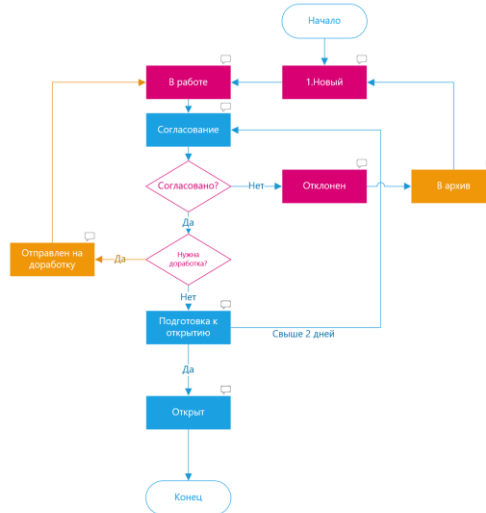 Начало
В работе
1.Новый
Согласование
Согласовано?
Нет
Отклонен
В архив
Да
Отправлен на
доработку
Да
Нужна
доработка?
Нет
Подготовка к
открытию
Свыше 2 дней
Да
Открыт
Конец